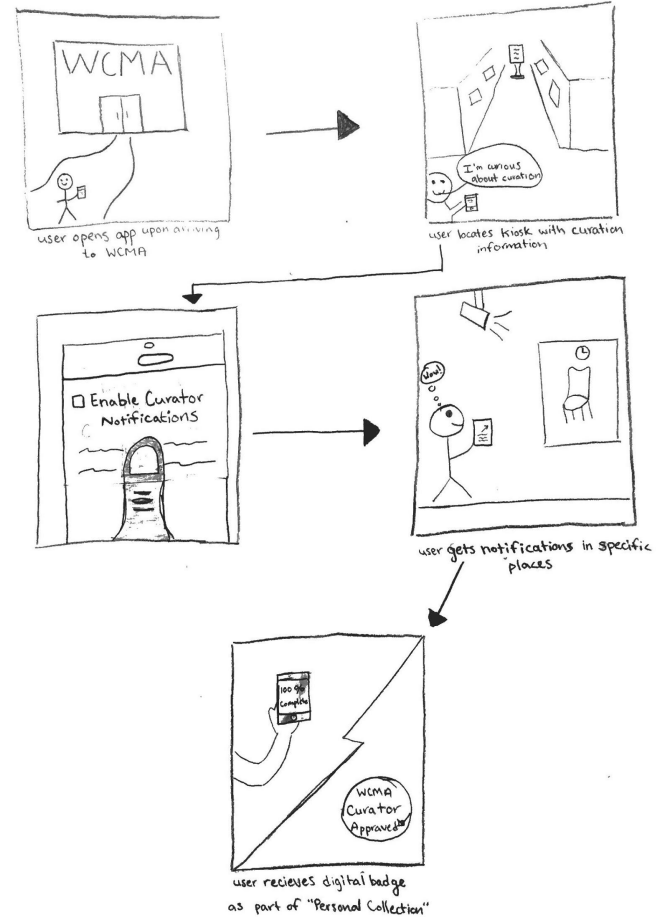 WCMA
user opens app upon arriving
to WCMA
I'm curious
about curation
user locates kiosk with curation
information
Enable Curator
Notifications
Wow!
user gets notifications in specific
places
100 %
Complete
WCMA
Curator
Approved
user recieves digital badge
as part of "Personal Collection"